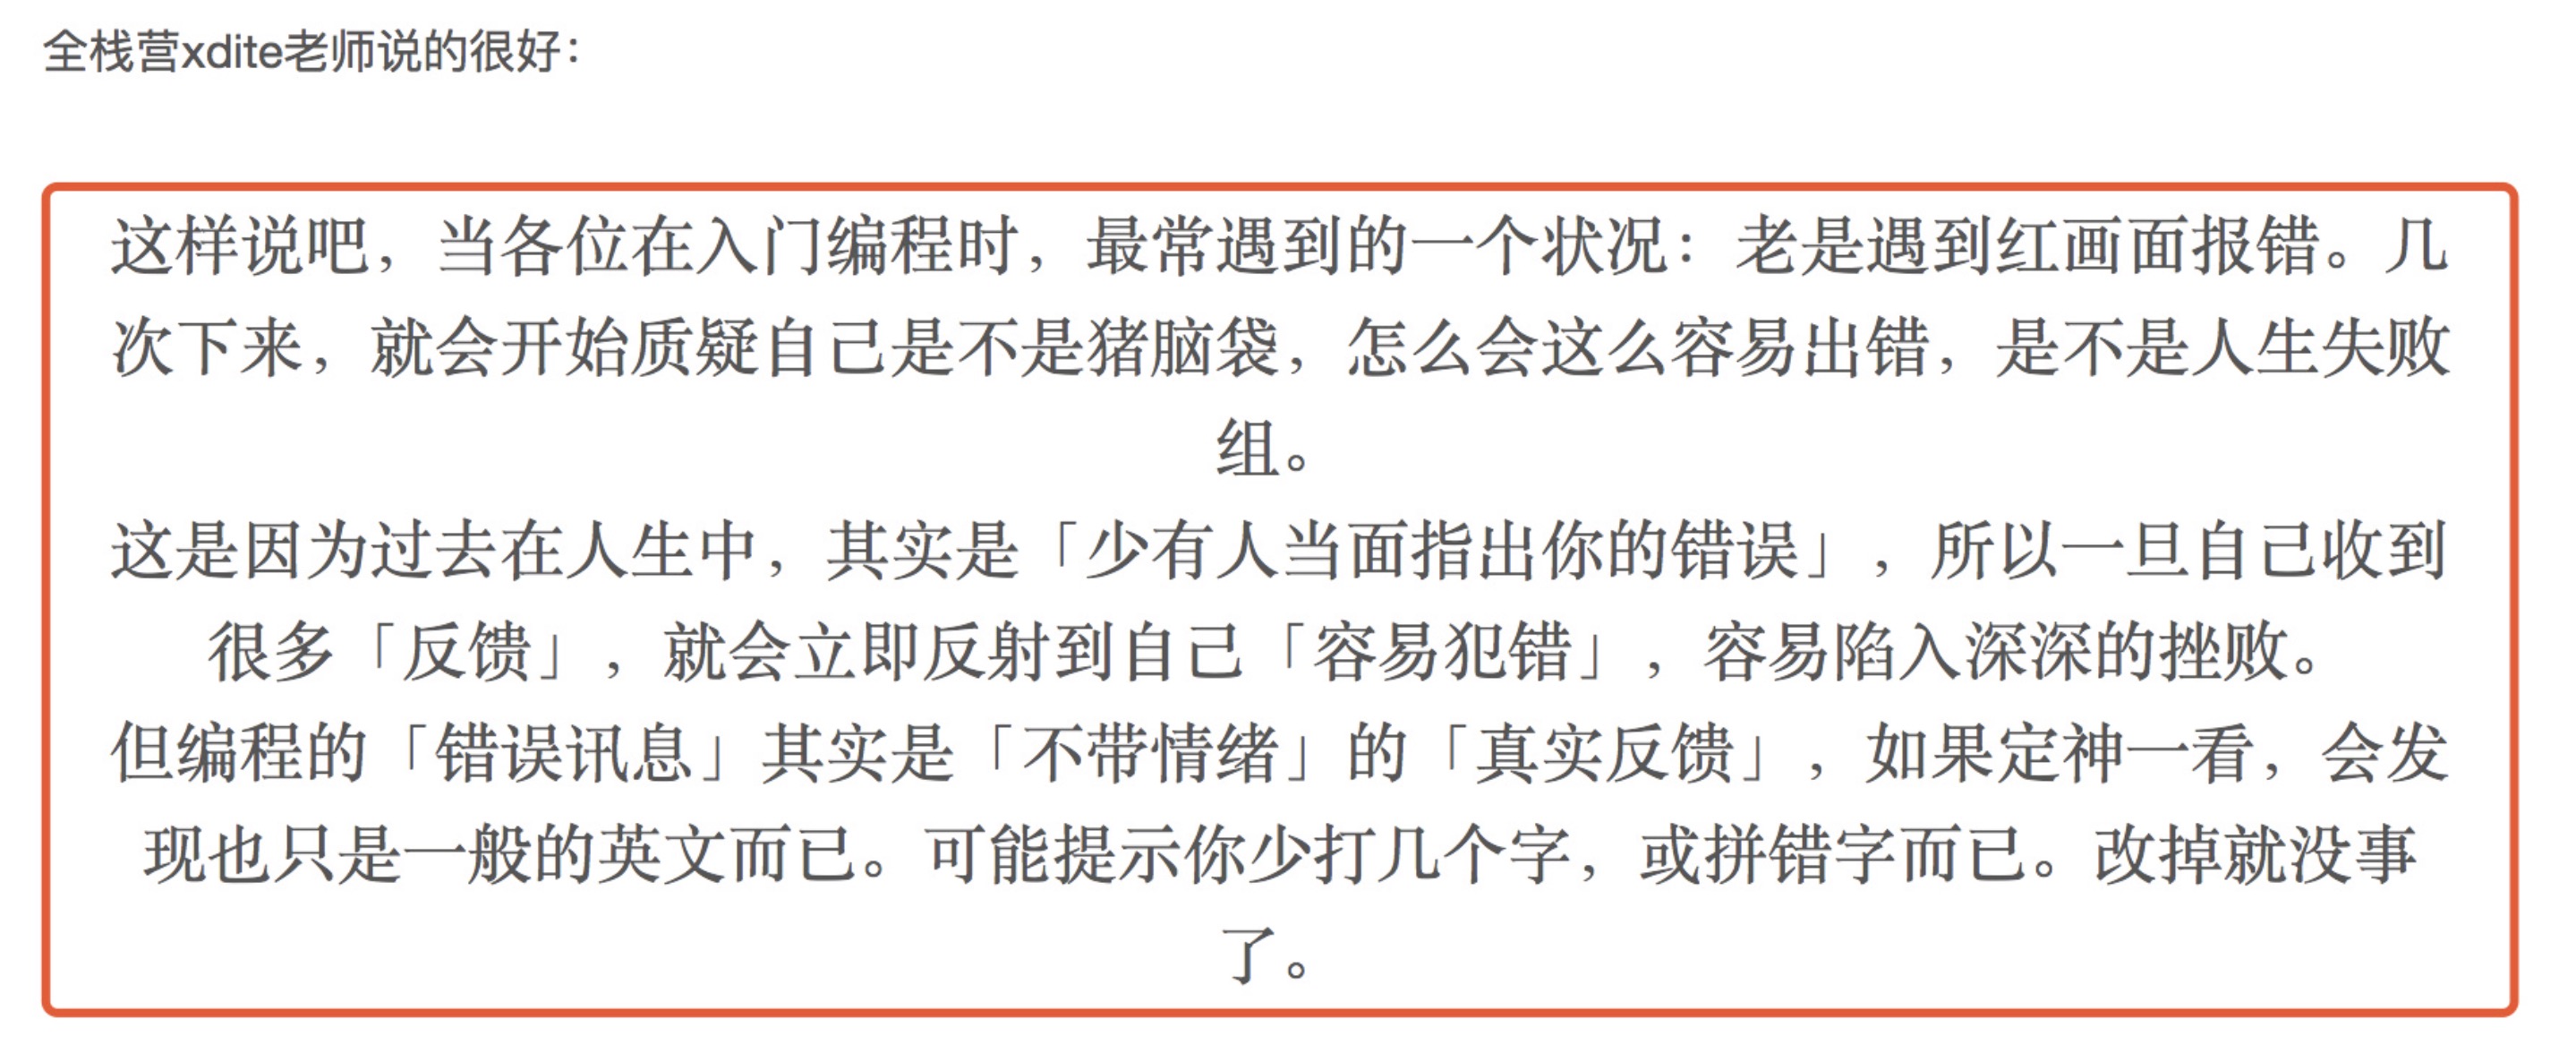 全栈营xdite老师说的很好：
这样说吧，当各位在入门编程时，最常遇到的一个状况：老是遇到红画面报错。几
次下来，就会开始质疑自己是不是猪脑袋，怎么会这么容易出错，是不是人生失败
组。
这是因为过去在人生中，其实是「少有人当面指出你的错误」，所以一旦自己收到
很多「反馈」，就会立即反射到自己「容易犯错」，容易陷入深深的挫败。
但编程的「错误讯息」其实是「不带情绪」的「真实反馈」，如果定神一看，会发
现也只是一般的英文而已。可能提示你少打几个字，或拼错字而已。改掉就没事
了。